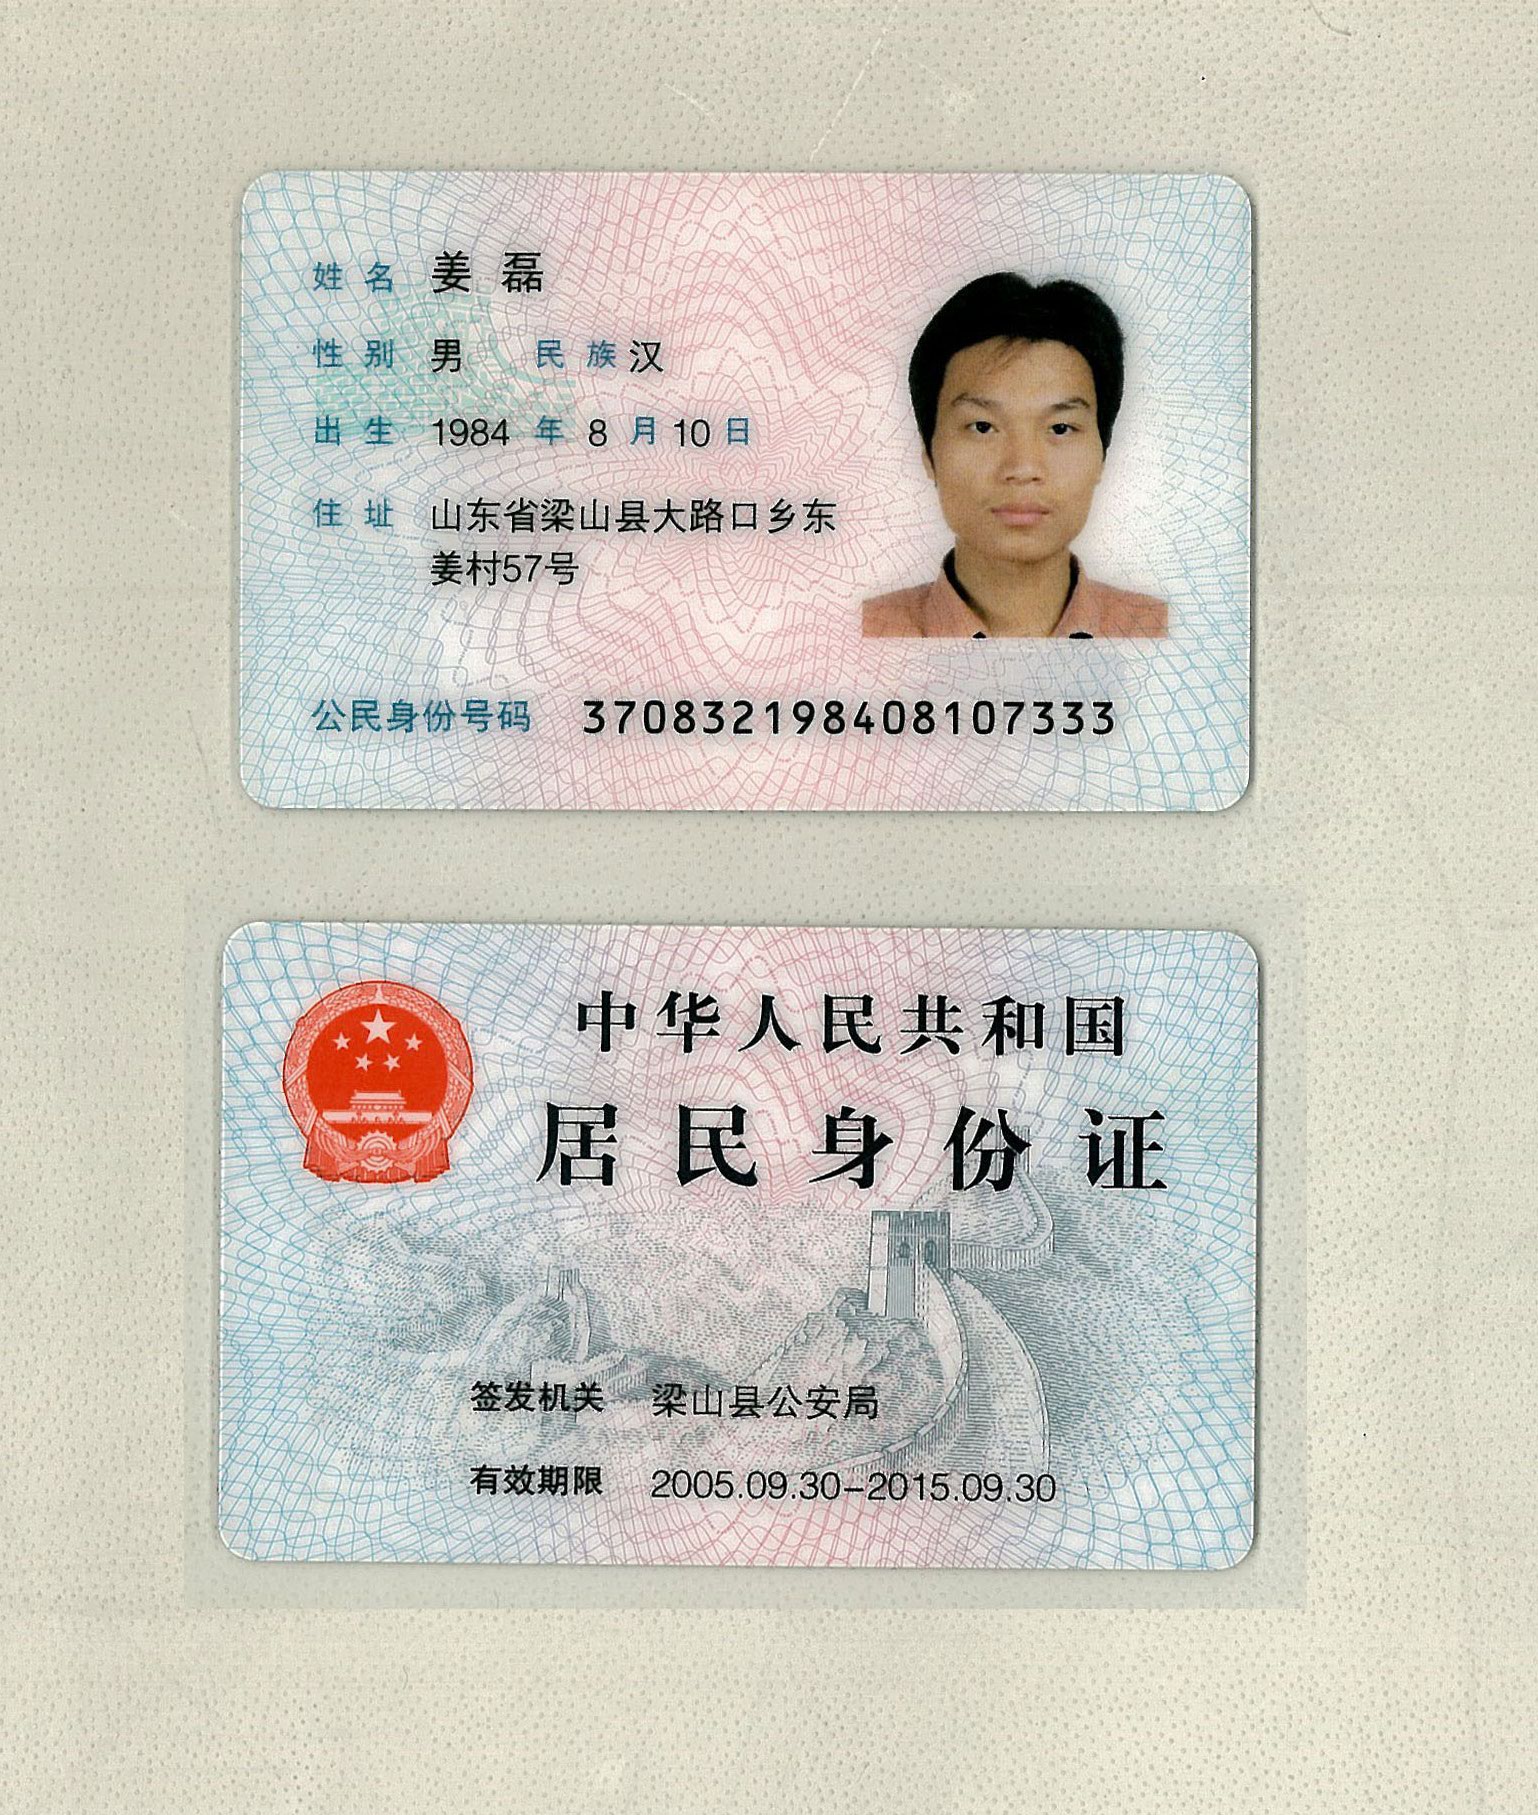 姓名 姜磊
性别 男 民族 汉
出生 1984 年 8 月 10 日
住址 山东省梁山县大路口乡东
姜村57号
公民身份号码 370832198408107333
中华人民共和国
居民身份证
签发机关 梁山县公安局
有效期限 2005.09.30-2015.09.30